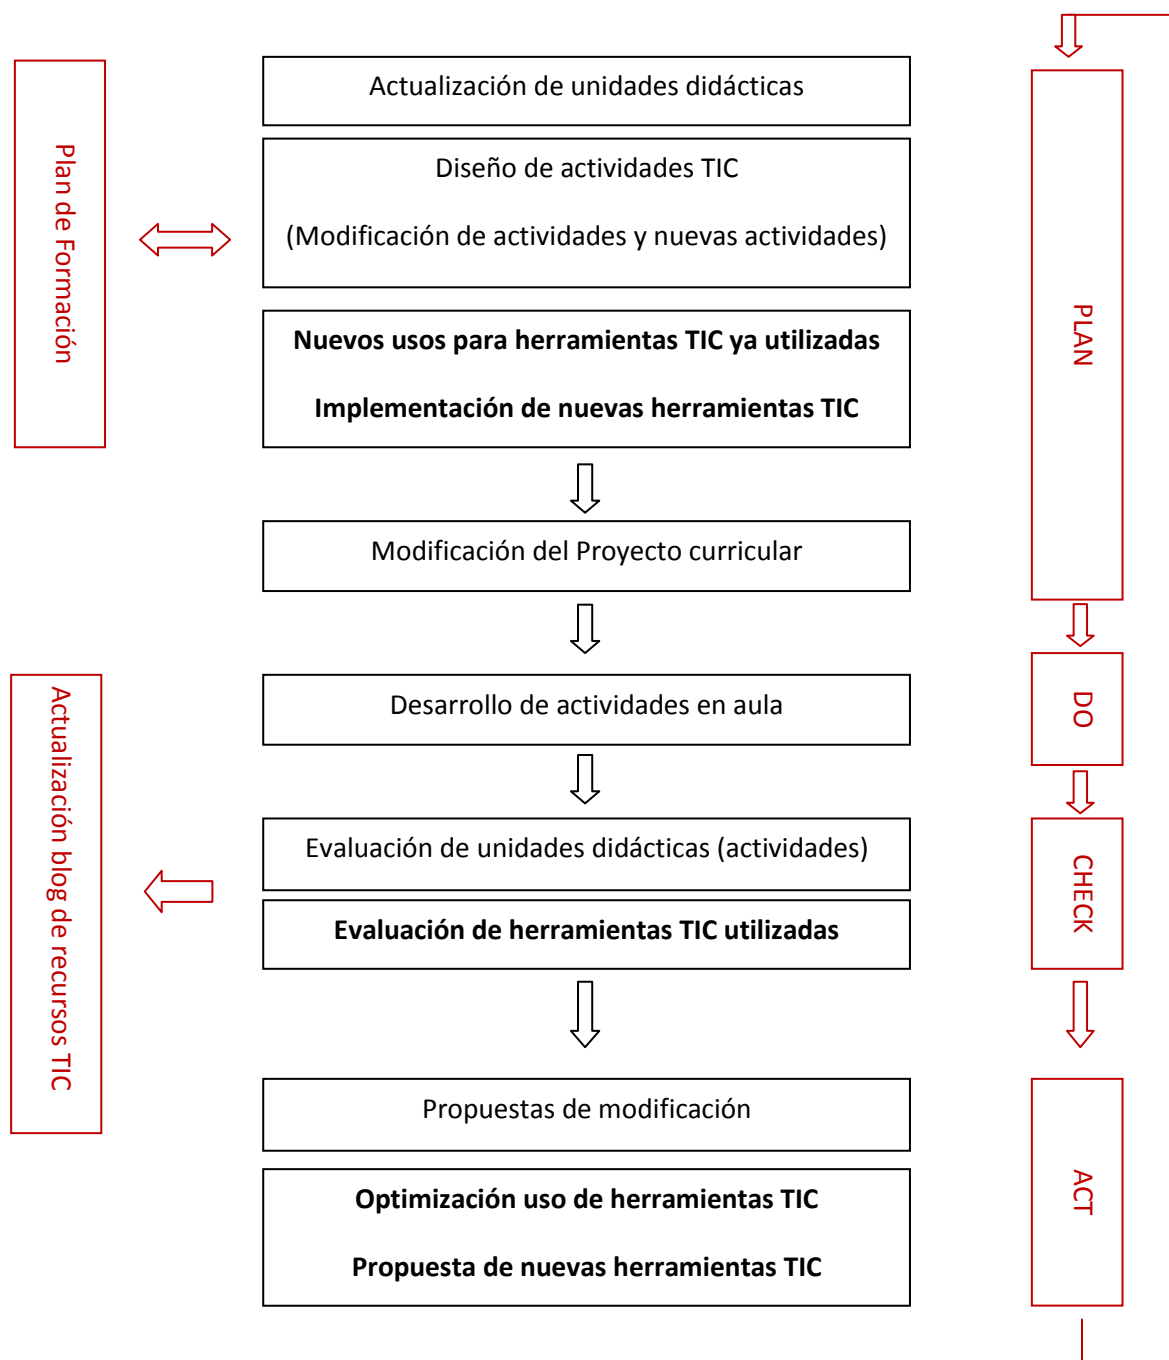 Plan de Formación
Actualización de unidades didácticas
Diseño de actividades TIC
(Modificación de actividades y nuevas actividades)
Nuevos usos para herramientas TIC ya utilizadas
Implementación de nuevas herramientas TIC
Modificación del Proyecto curricular
PLAN
Desarrollo de actividades en aula
DO
Actualización blog de recursos TIC
Evaluación de unidades didácticas (actividades)
Evaluación de herramientas TIC utilizadas
CHECK
Propuestas de modificación
Optimización uso de herramientas TIC
Propuesta de nuevas herramientas TIC
ACT